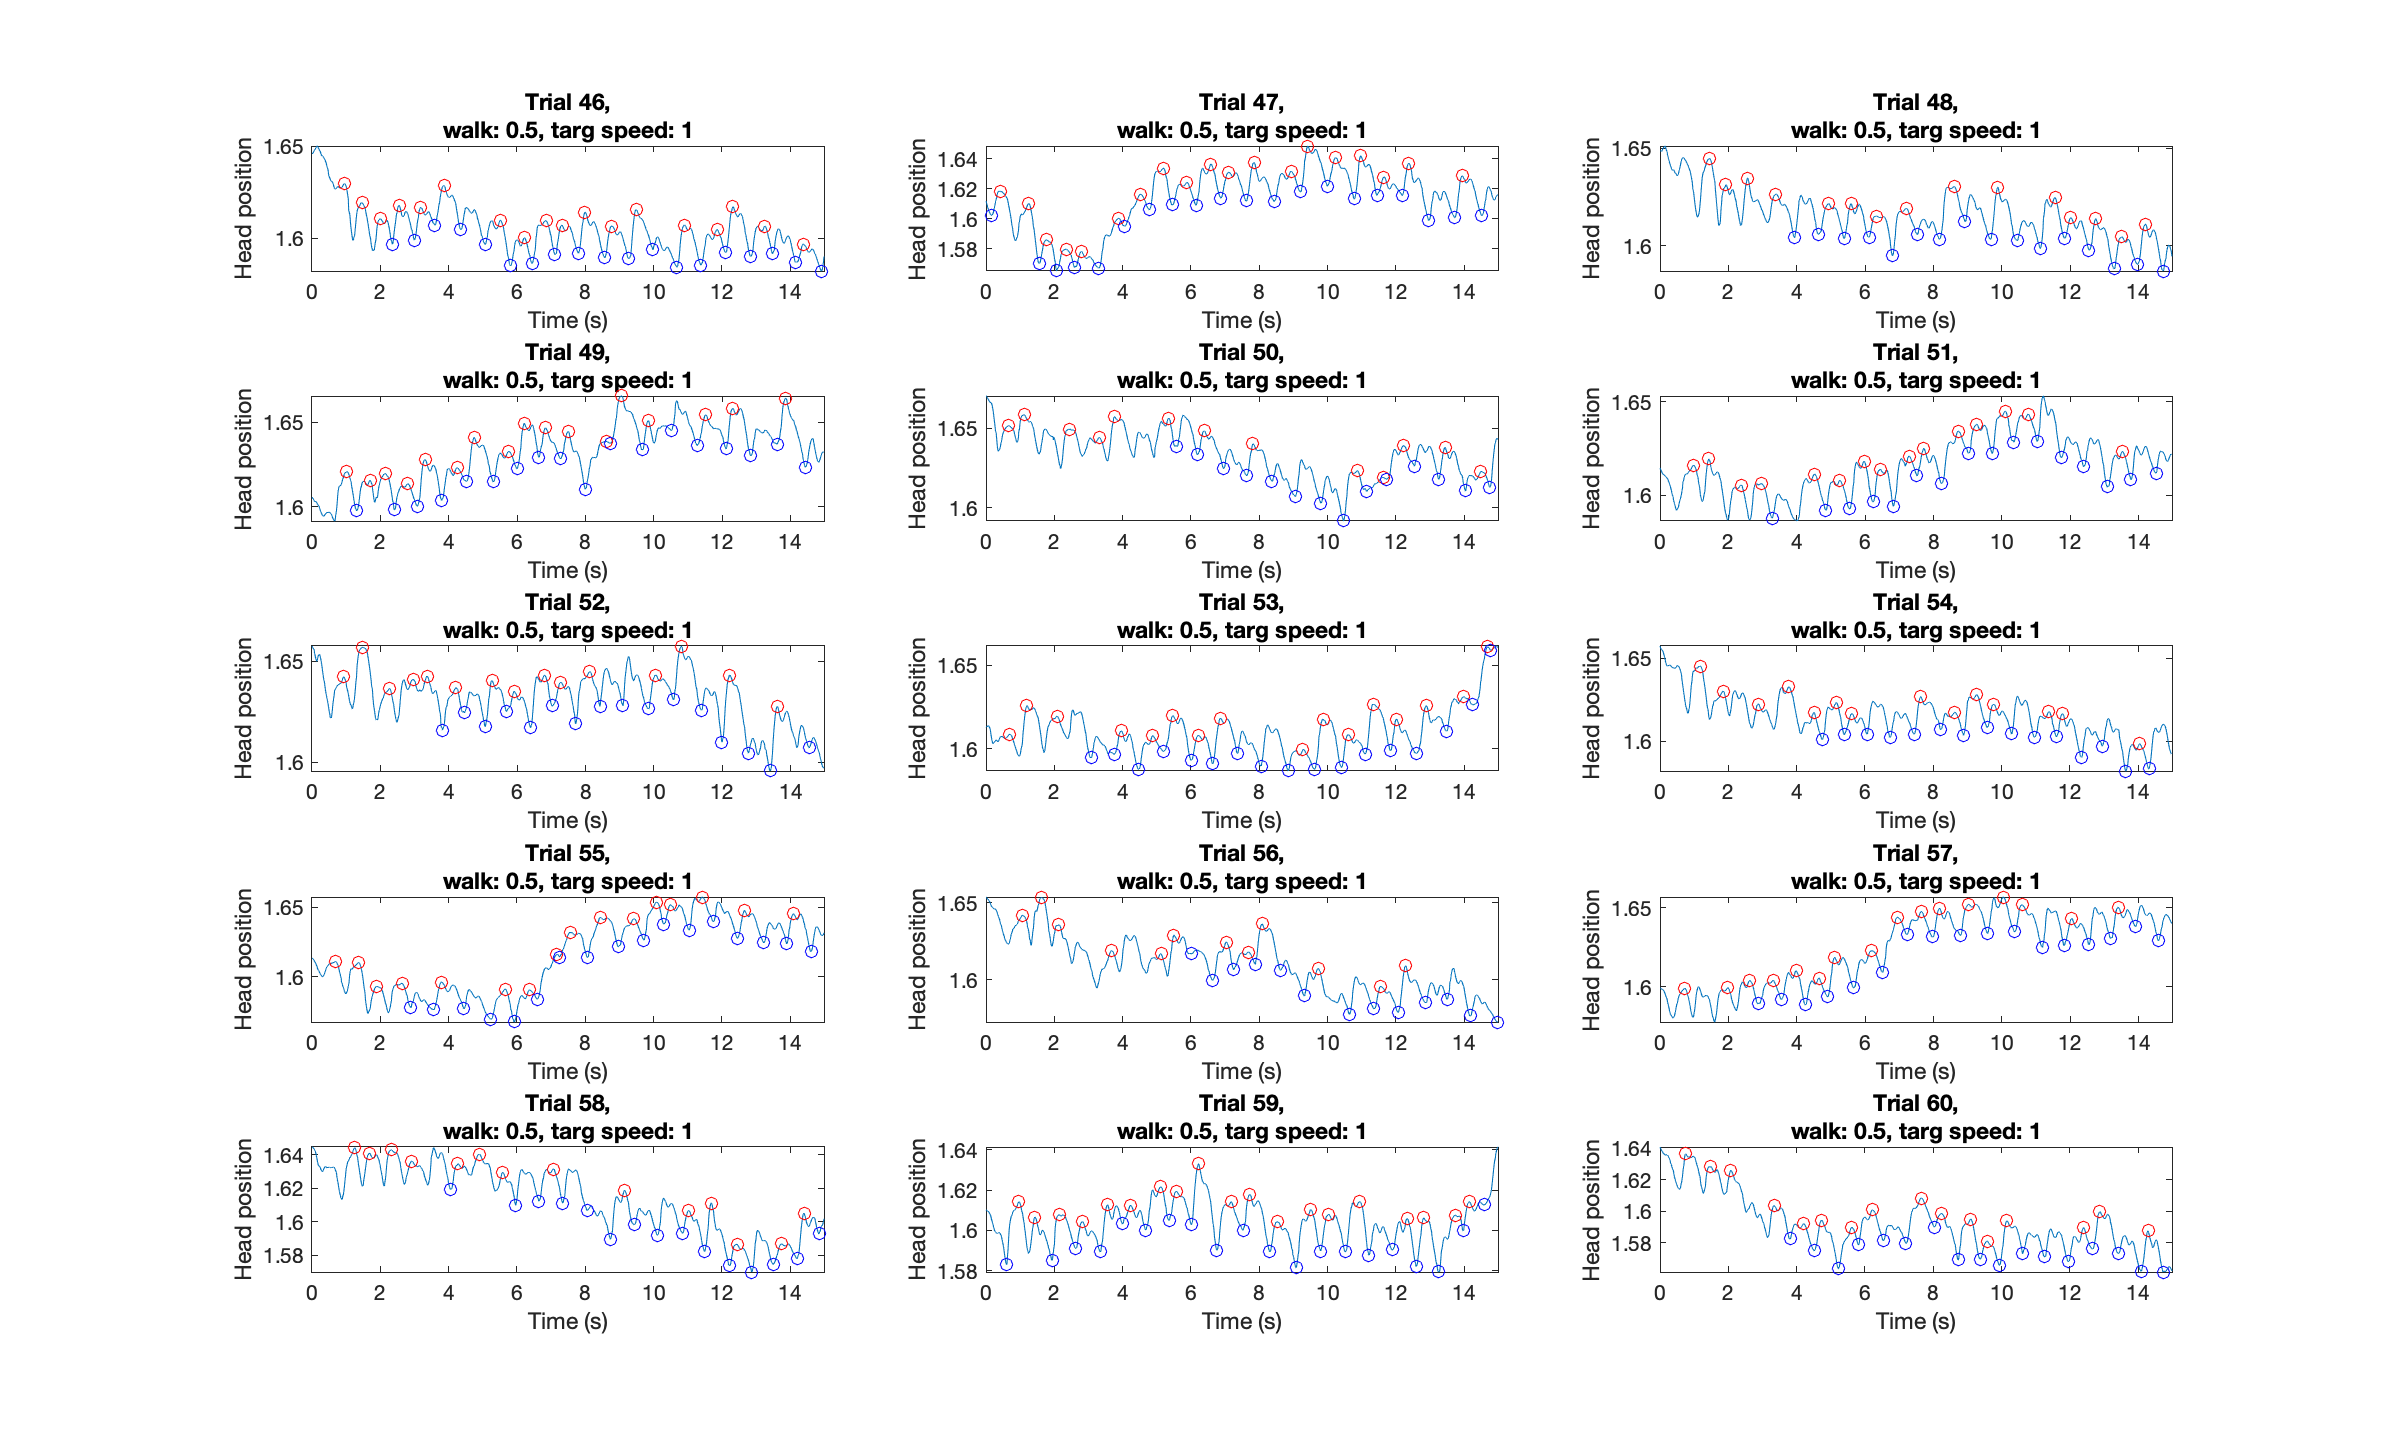 Trial 46,
walk: 0.5, targ speed: 1
1.65
1.6
Head position
0 2 4 6 8 10 12 14
Time (s)
Trial 47,
walk: 0.5, targ speed: 1
1.64
1.62
1.6
1.58
Head position
0 2 4 6 8 10 12 14
Time (s)
Trial 48,
walk: 0.5, targ speed: 1
1.65
1.6
Head position
0 2 4 6 8 10 12 14
Time (s)
Trial 49,
walk: 0.5, targ speed: 1
1.65
1.6
Head position
0 2 4 6 8 10 12 14
Time (s)
Trial 50,
walk: 0.5, targ speed: 1
1.65
1.6
Head position
0 2 4 6 8 10 12 14
Time (s)
Trial 51,
walk: 0.5, targ speed: 1
1.65
1.6
Head position
0 2 4 6 8 10 12 14
Time (s)
Trial 52,
walk: 0.5, targ speed: 1
1.65
1.6
Head position
0 2 4 6 8 10 12 14
Time (s)
Trial 53,
walk: 0.5, targ speed: 1
1.65
1.6
Head position
0 2 4 6 8 10 12 14
Time (s)
Trial 54,
walk: 0.5, targ speed: 1
1.65
1.6
Head position
0 2 4 6 8 10 12 14
Time (s)
Trial 55,
walk: 0.5, targ speed: 1
1.65
1.6
Head position
0 2 4 6 8 10 12 14
Time (s)
Trial 56,
walk: 0.5, targ speed: 1
1.65
1.6
Head position
0 2 4 6 8 10 12 14
Time (s)
Trial 57,
walk: 0.5, targ speed: 1
1.65
1.6
Head position
0 2 4 6 8 10 12 14
Time (s)
Trial 58,
walk: 0.5, targ speed: 1
1.64
1.62
1.6
1.58
Head position
0 2 4 6 8 10 12 14
Time (s)
Trial 59,
walk: 0.5, targ speed: 1
1.64
1.62
1.6
1.58
Head position
0 2 4 6 8 10 12 14
Time (s)
Trial 60,
walk: 0.5, targ speed: 1
1.64
1.62
1.6
1.58
Head position
0 2 4 6 8 10 12 14
Time (s)